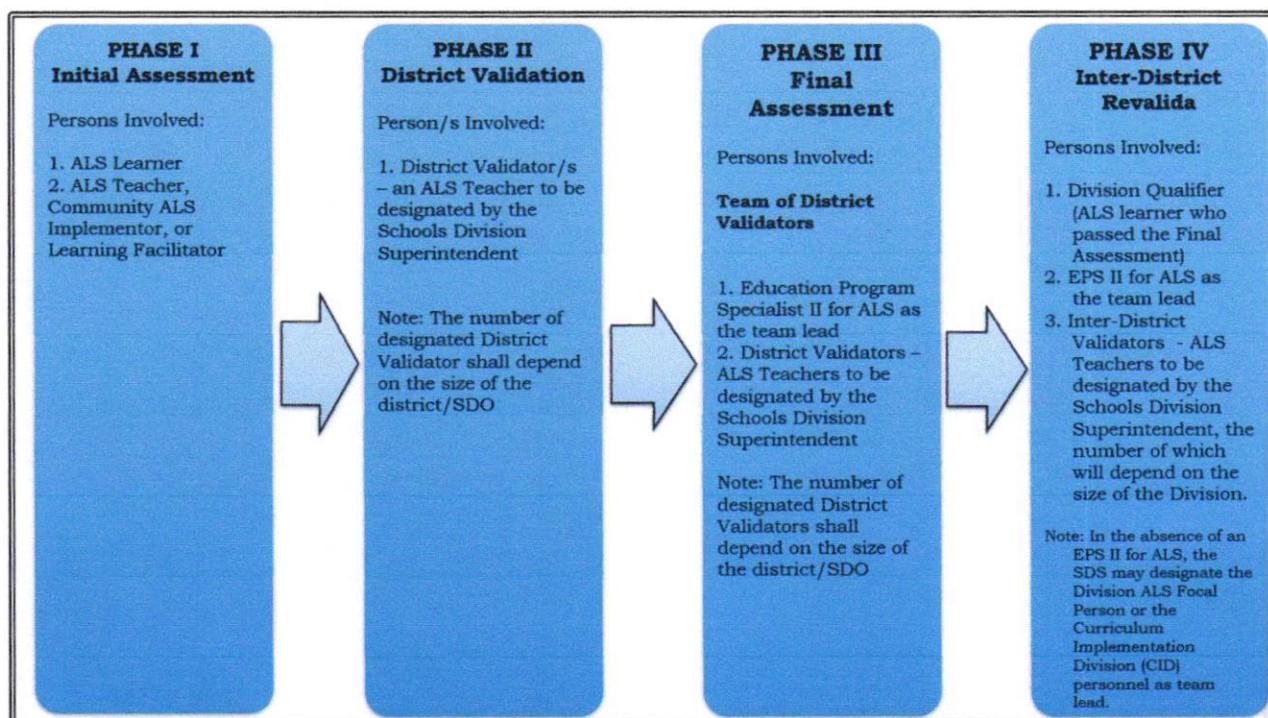 PHASE I
Initial Assessment
Persons Involved:
1. ALS Learner
2. ALS Teacher,
Community ALS
Implementor, or
Learning Facilitator
PHASE II
District Validation
Person/s Involved:
1. District Validator/s
– an ALS Teacher to be
designated by the
Schools Division
Superintendent
Note: The number of
designated District
Validator shall depend
on the size of the
district/SDO
PHASE III
Final
Assessment
Persons Involved:
Team of District
Validators
1. Education Program
Specialist II for ALS as
the team lead
2. District Validators –
ALS Teachers to be
designated by the
Schools Division
Superintendent
Note: The number of
designated District
Validators shall
depend on the size of
the district/SDO
PHASE IV
Inter-District
Revalida
Persons Involved:
1. Division Qualifier
(ALS learner who
passed the Final
Assessment)
2. EPS II for ALS as
the team lead
3. Inter-District
Validators - ALS
Teachers to be
designated by the
Schools Division
Superintendent, the
number of which
will depend on the
size of the Division.
Note: In the absence of an
EPS II for ALS, the
SDS may designate the
Division ALS Focal
Person or the
Curriculum
Implementation
Division (CID)
personnel as team
lead.